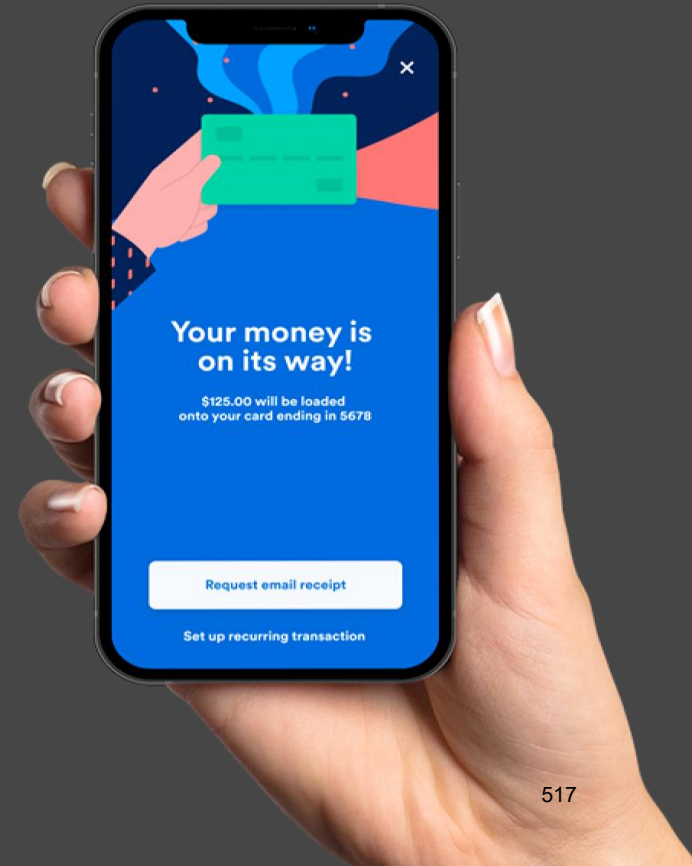 Your money is
on its way!
$125.00 will be loaded
onto your card ending in 5678
Request email receipt
Set up recurring transaction
517